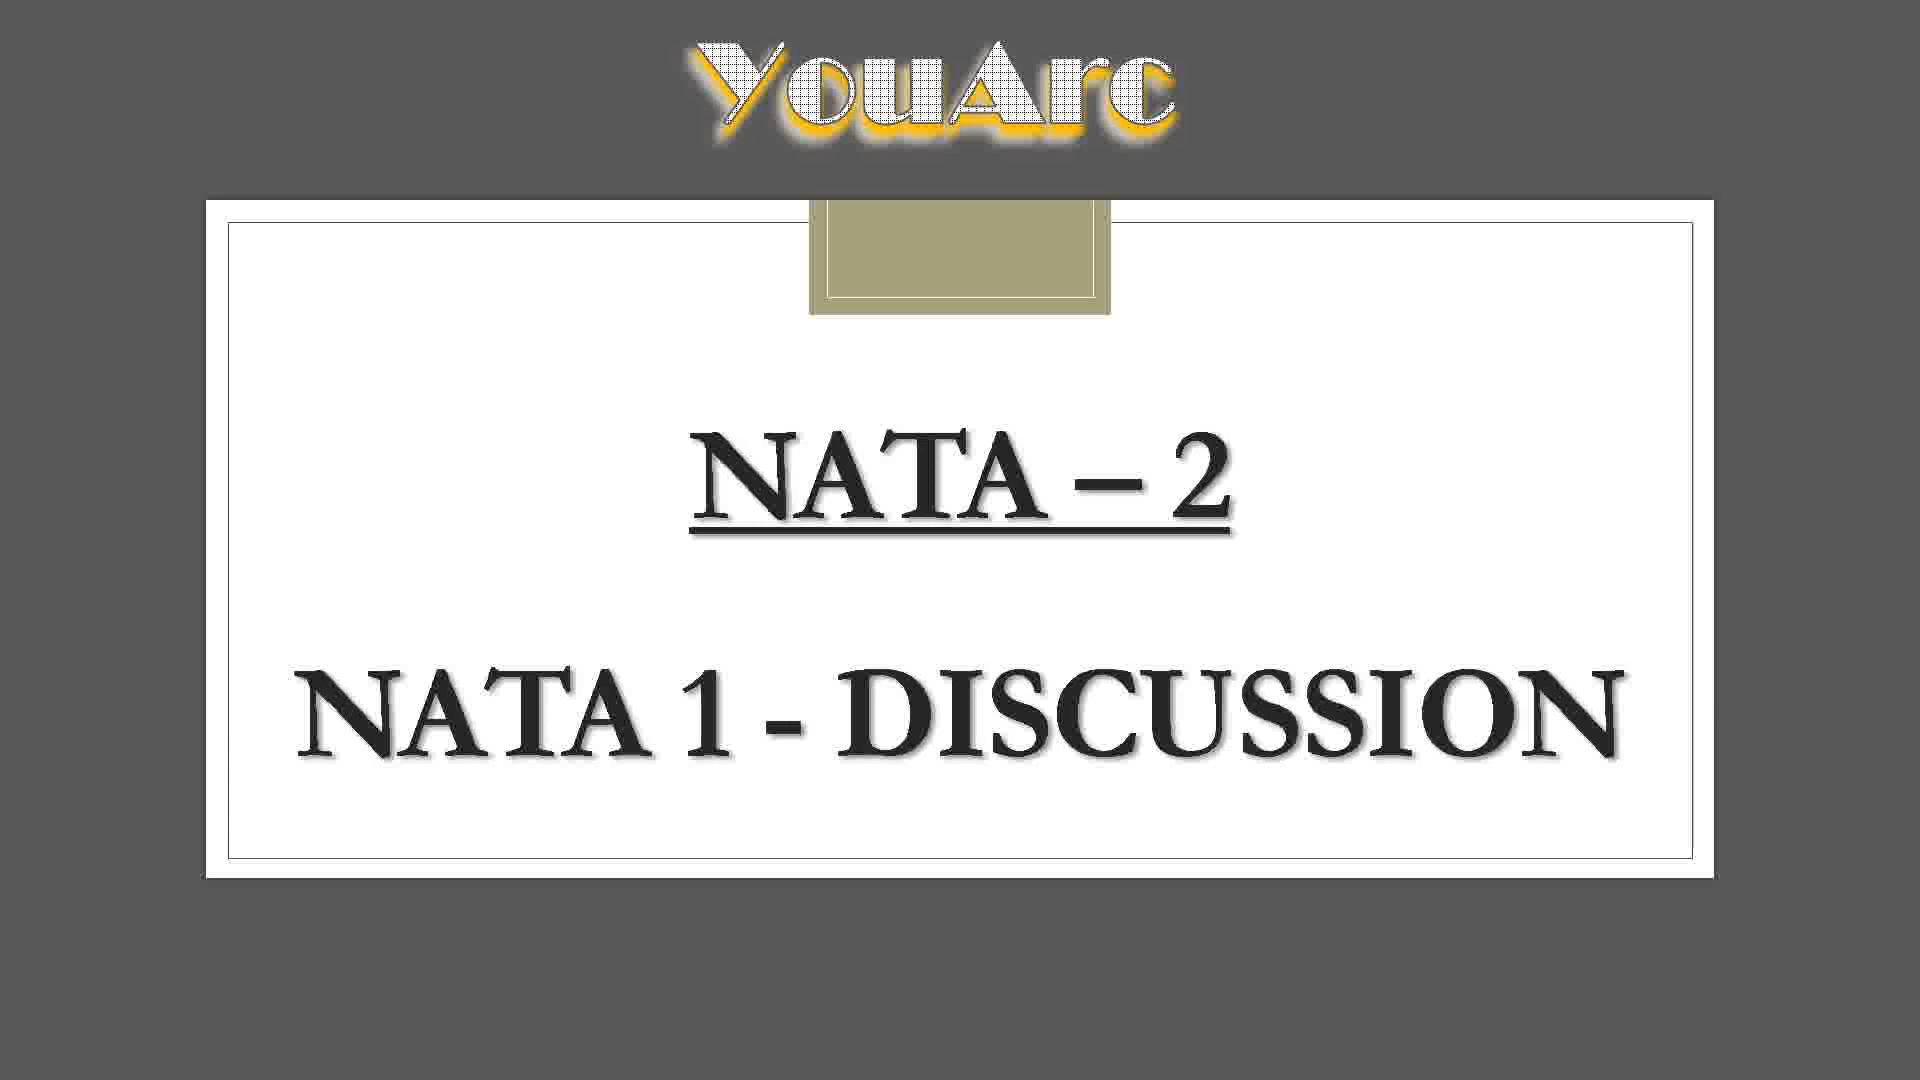 YouArc
NATA – 2
NATA 1 - DISCUSSION